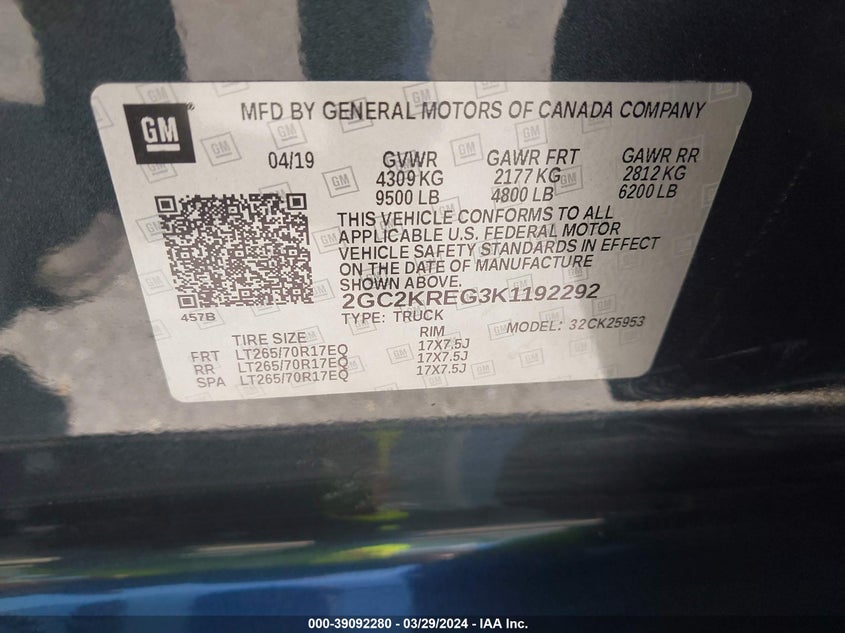 GM
MFD BY GENERAL MOTORS OF CANADA COMPANY
04/19 GVWR GAWR FRT GAWR RR
4309 KG 2177 KG 2812 KG
9500 LB 4800 LB 6200 LB
THIS VEHICLE CONFORMS TO ALL
APPLICABLE U.S. FEDERAL MOTOR
VEHICLE SAFETY STANDARDS IN EFFECT
ON THE DATE OF MANUFACTURE
SHOWN ABOVE.
2GC2KREG3K1192292
457B
TYPE: TRUCK MODEL: 32CK25953
TIRE SIZE RIM
FRT LT265/70R17EQ 17X7.5J
RR LT265/70R17EQ 17X7.5J
SPA LT265/70R17EQ 17X7.5J
000-39092280 - 03/29/2024 - IAA Inc.